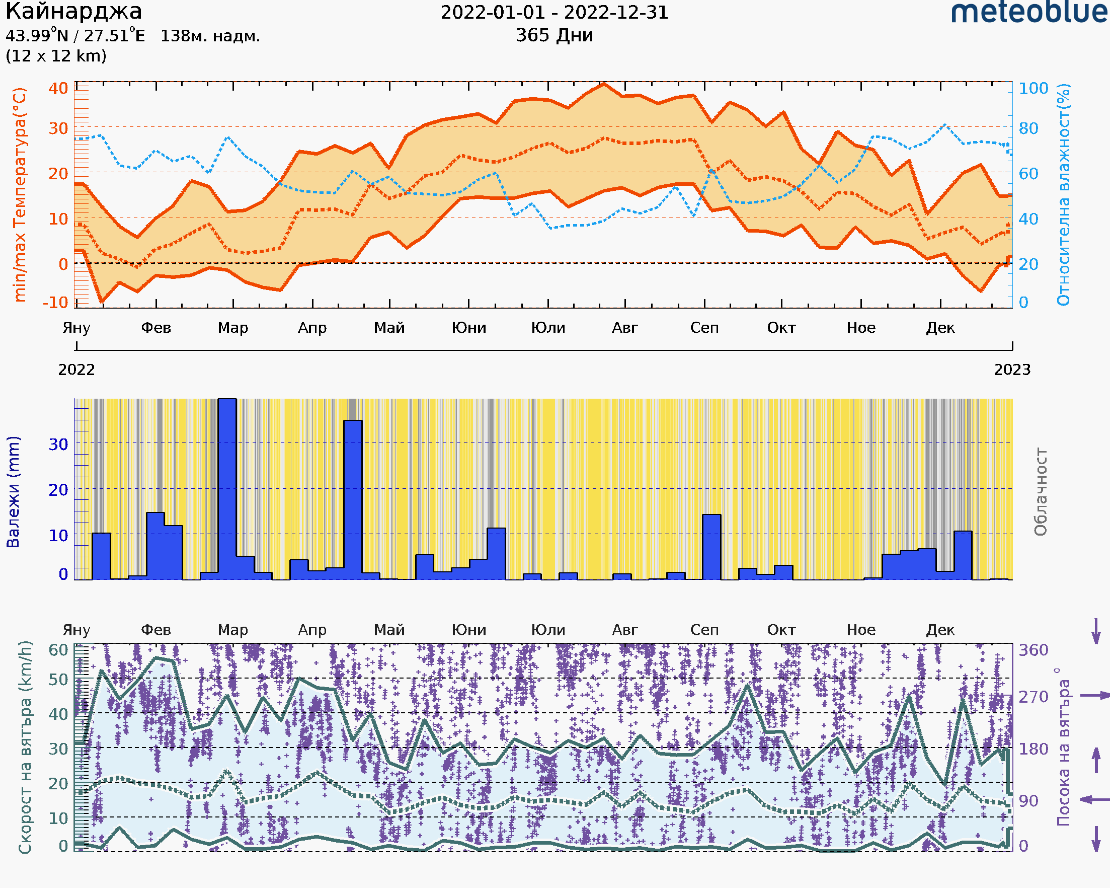 Кайнарджа
2022-01-01 - 2022-12-31
meteoblue
43.99°N / 27.51°E 138м. надм.
365 Дни
(12 x 12 km)
min/max Температура(°C)
40
30
20
10
0
-10
100
80
60
40
20
0
Относителна влажност(%)
Яну Фев Мар Апр Май Юни Юли Авг Сеп Окт Ное Дек
2022 2023
Валежи (mm)
30
20
10
0
Облачност
Яну Фев Мар Апр Май Юни Юли Авг Сеп Окт Ное Дек
Скорост на вятъра (km/h)
60
50
40
30
20
10
0
360
270
180
90
0
Посока на вятъра °